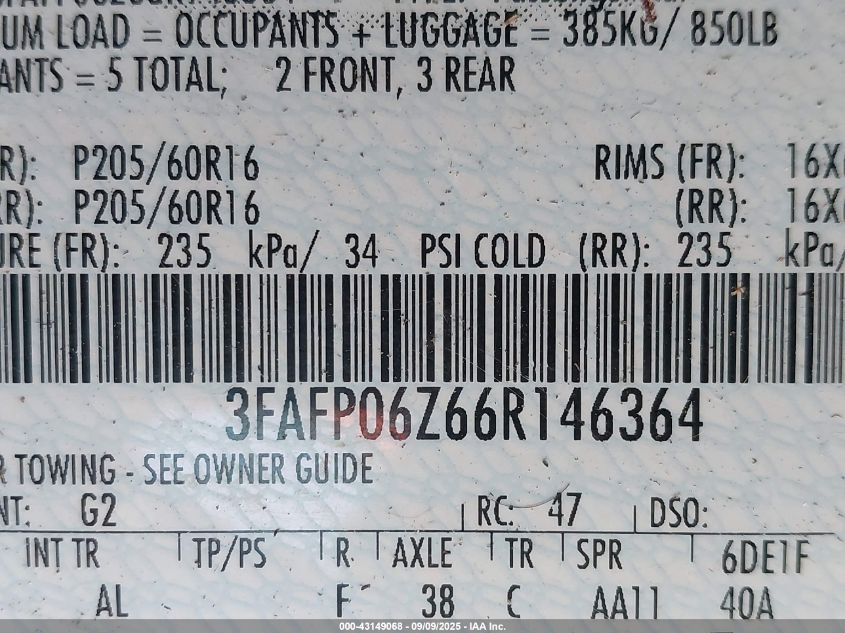 UM LOAD = OCCUPANTS + LUGGAGE = 385KG/ 850LB
ANTS = 5 TOTAL; 2 FRONT, 3 REAR
R): P205/60R16 RIMS (FR): 16X
RR): P205/60R16 (RR): 16X
URE (FR): 235 kPa/ 34 PSI COLD (RR): 235 kPa/
3FAFP06Z66R146364
R TOWING - SEE OWNER GUIDE
NT: G2 RC: 47 DSO:
INT TR TP/PS R AXLE TR SPR 6DE1F
AL F 38 C AA11 40A
000-43149068 - 09/09/2025 - IAA Inc.